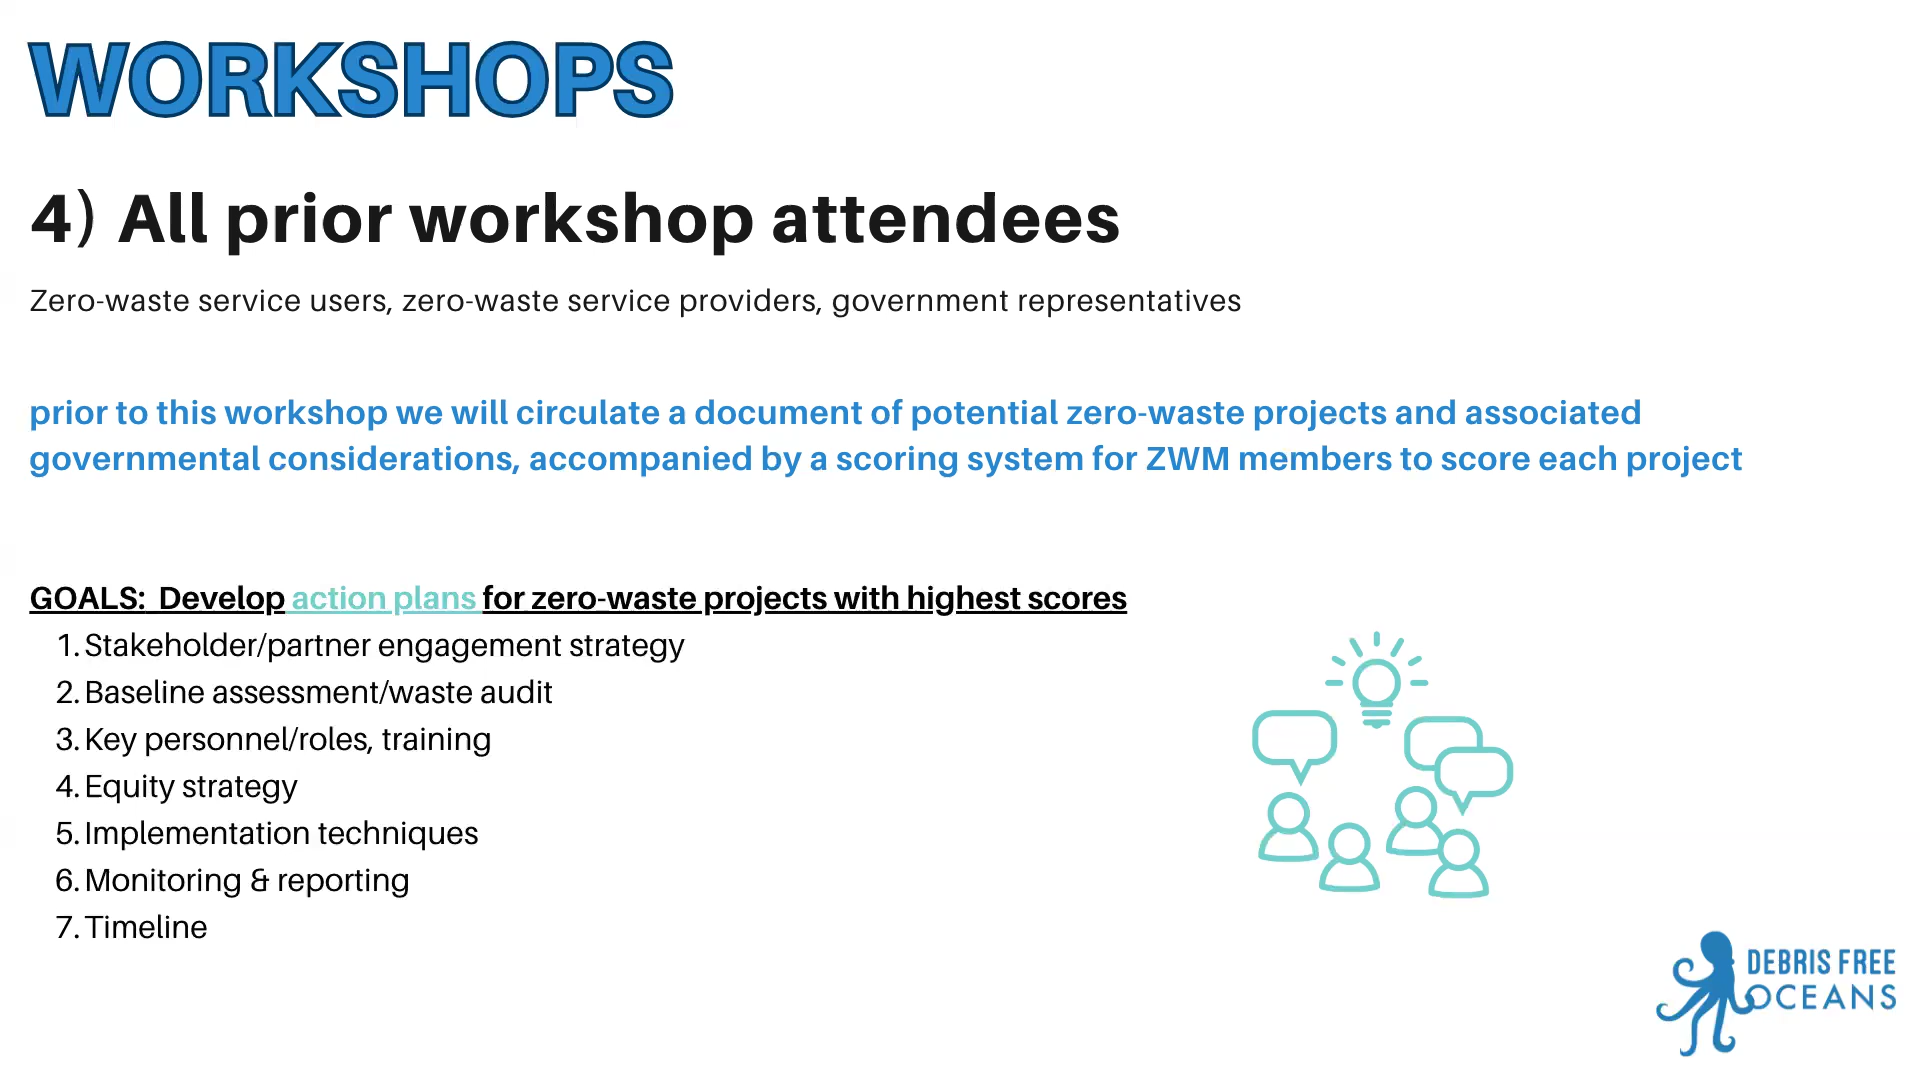 WORKSHOPS
4) All prior workshop attendees
Zero-waste service users, zero-waste service providers, government representatives
prior to this workshop we will circulate a document of potential zero-waste projects and associated
governmental considerations, accompanied by a scoring system for ZWM members to score each project
GOALS: Develop action plans for zero-waste projects with highest scores
1. Stakeholder/partner engagement strategy
2. Baseline assessment/waste audit
3. Key personnel/roles, training
4. Equity strategy
5. Implementation techniques
6. Monitoring & reporting
7. Timeline
DEBRIS FREE
OCEANS